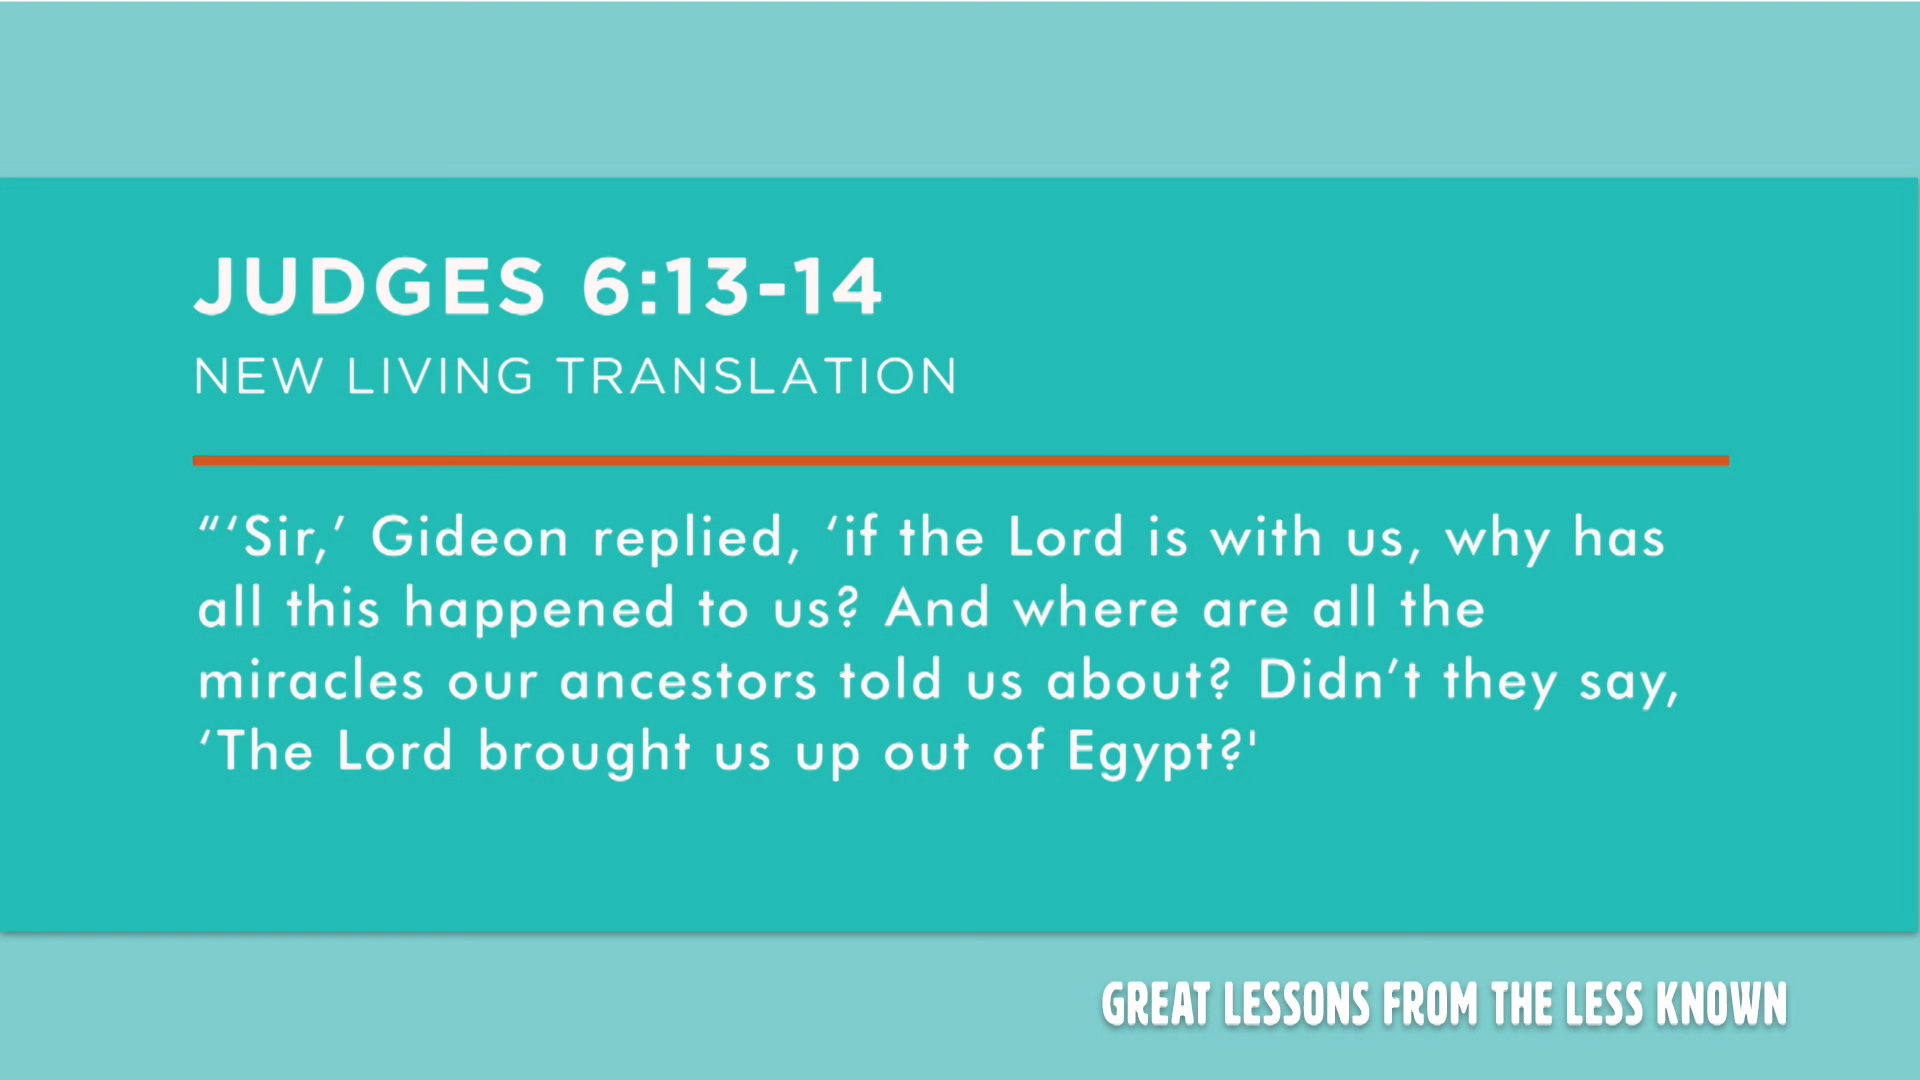 JUDGES 6:13-14
NEW LIVING TRANSLATION
“‘Sir,’ Gideon replied, ‘if the Lord is with us, why has
all this happened to us? And where are all the
miracles our ancestors told us about? Didn’t they say,
‘The Lord brought us up out of Egypt?'
GREAT LESSONS FROM THE LESS KNOWN